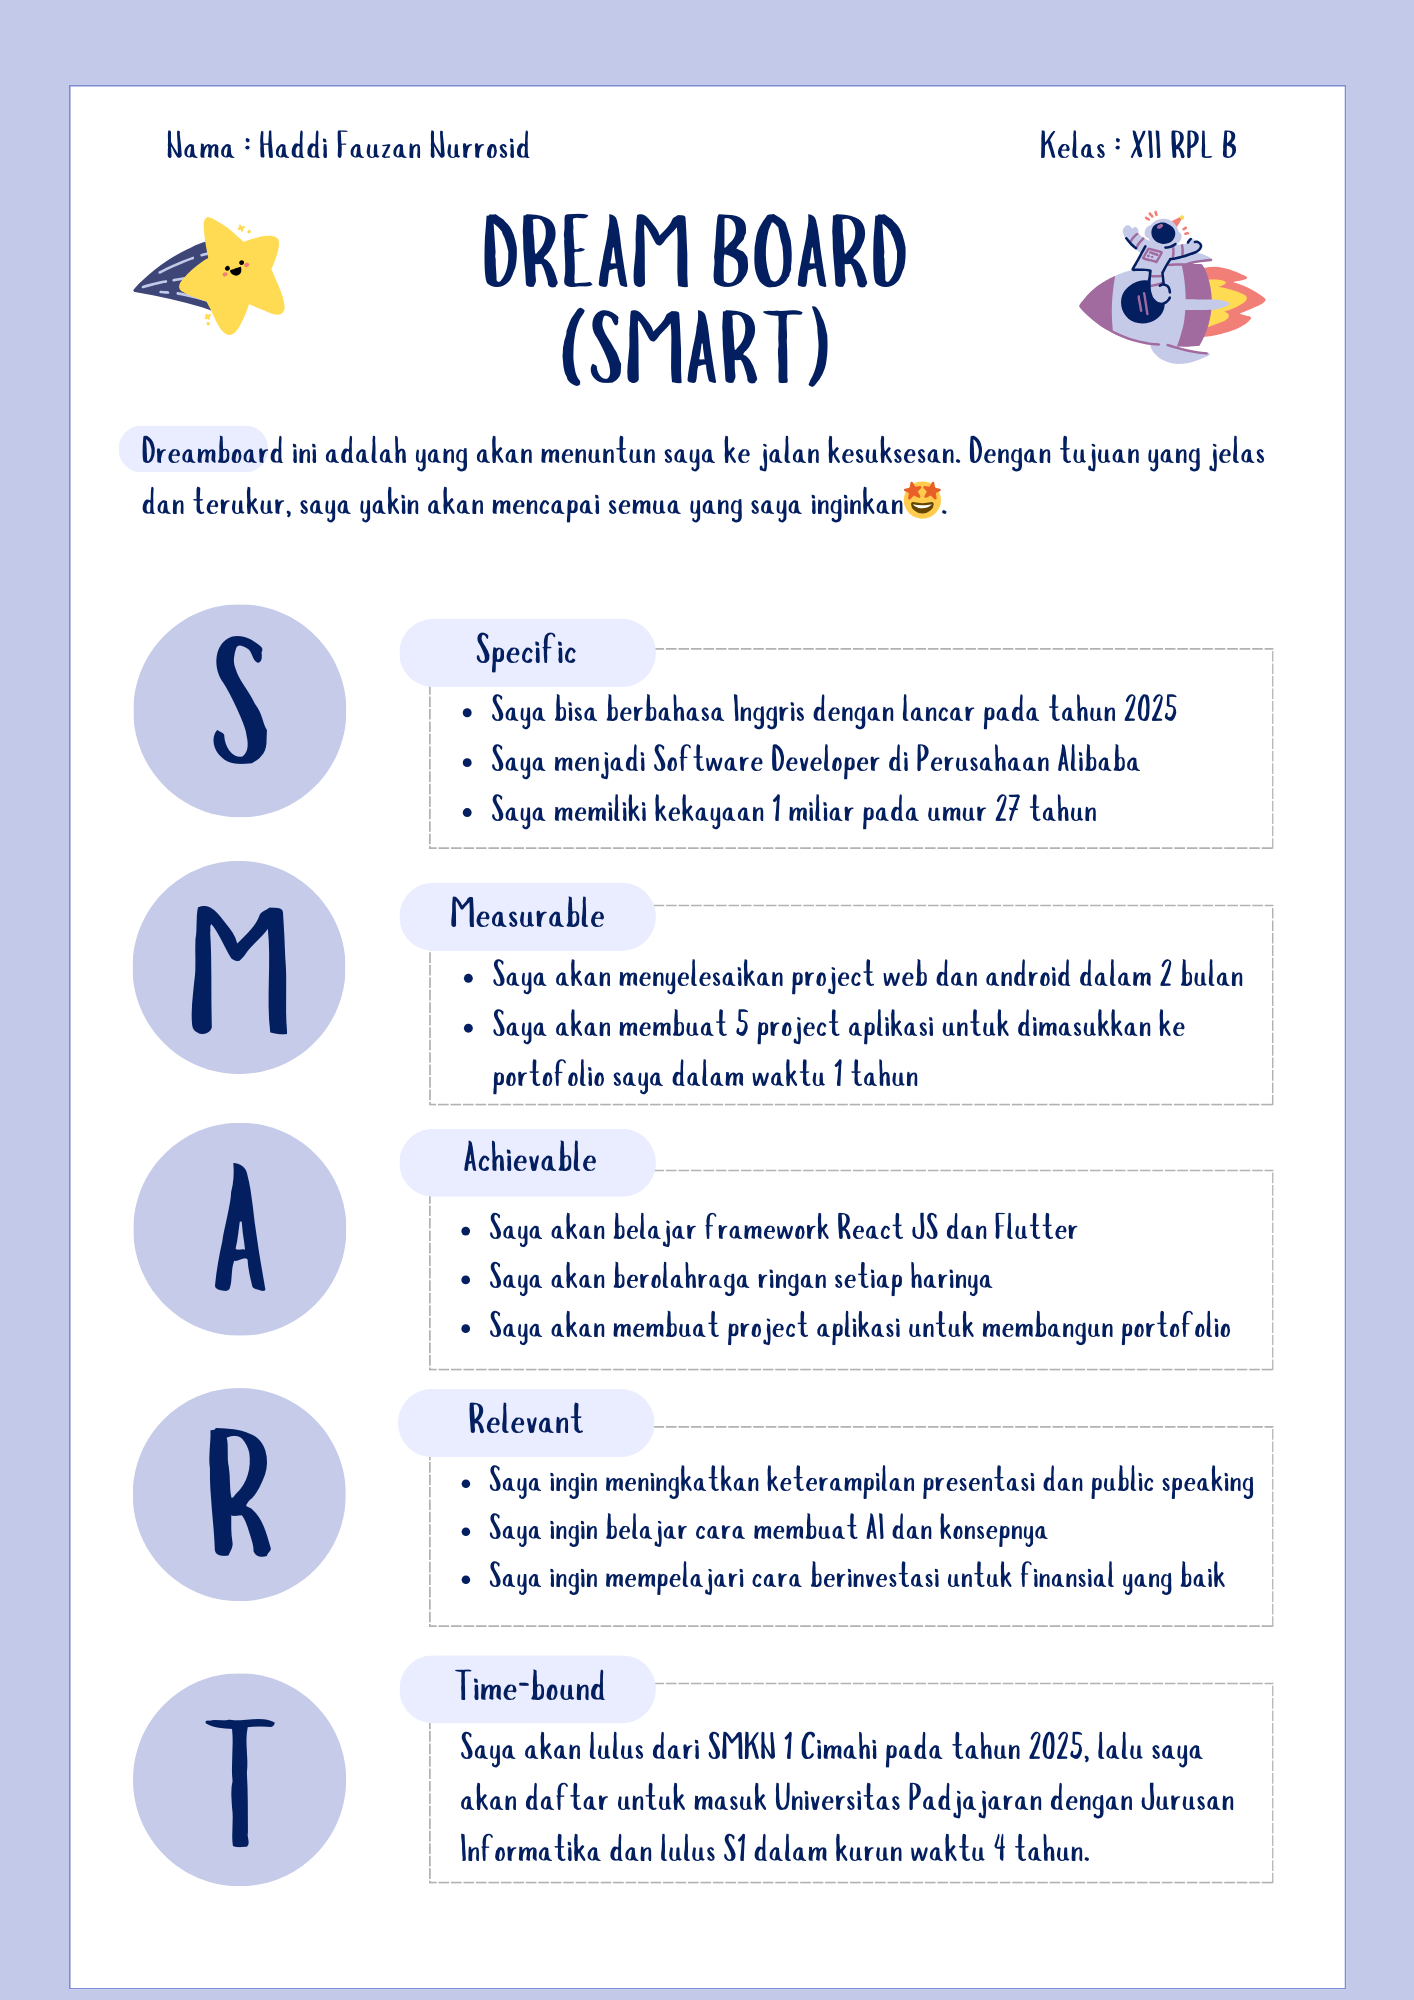 Nama : Haddi Fauzan Nurrosid
Kelas : XII RPL B
DREAM BOARD
(SMART)
Dreamboard ini adalah yang akan menuntun saya ke jalan kesuksesan. Dengan tujuan yang jelas
dan terukur, saya yakin akan mencapai semua yang saya inginkan🤩.
S
Specific
• Saya bisa berbahasa Inggris dengan lancar pada tahun 2025
• Saya menjadi Software Developer di Perusahaan Alibaba
• Saya memiliki kekayaan 1 miliar pada umur 27 tahun
M
Measurable
• Saya akan menyelesaikan project web dan android dalam 2 bulan
• Saya akan membuat 5 project aplikasi untuk dimasukkan ke
portofolio saya dalam waktu 1 tahun
A
Achievable
• Saya akan belajar framework React JS dan Flutter
• Saya akan berolahraga ringan setiap harinya
• Saya akan membuat project aplikasi untuk membangun portofolio
R
Relevant
• Saya ingin meningkatkan keterampilan presentasi dan public speaking
• Saya ingin belajar cara membuat AI dan konsepnya
• Saya ingin mempelajari cara berinvestasi untuk finansial yang baik
T
Time-bound
Saya akan lulus dari SMKN 1 Cimahi pada tahun 2025, lalu saya
akan daftar untuk masuk Universitas Padjajaran dengan Jurusan
Informatika dan lulus S1 dalam kurun waktu 4 tahun.